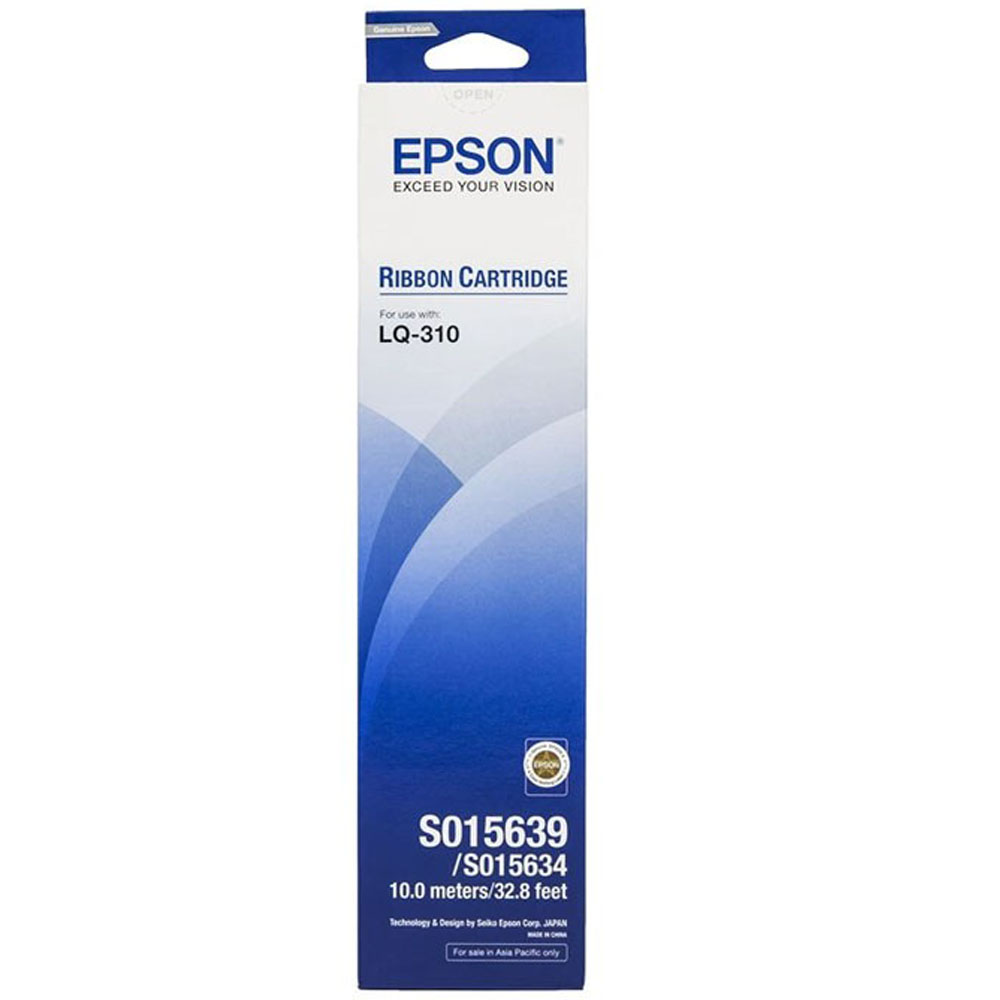 Genuine Epson
OPEN
EPSON®
EXCEED YOUR VISION
RIBBON CARTRIDGE
For use with:
LQ-310
EPSON
S015639
/S015634
10.0 meters/32.8 feet
Technology & Design by Seiko Epson Corp. JAPAN
MADE IN CHINA
For sale in Asia Pacific only